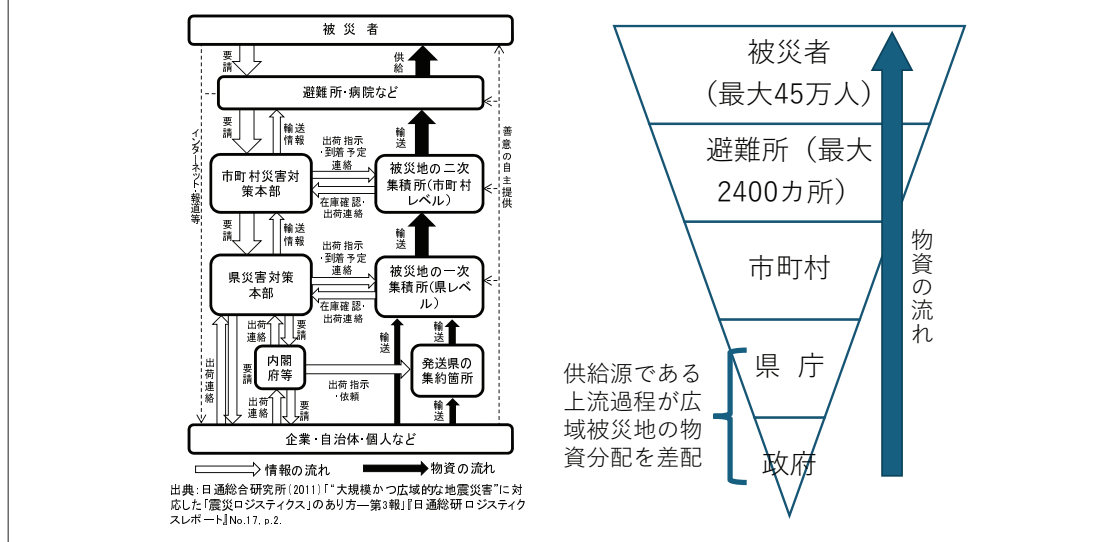 被災者
要請
供給
避難所・病院など
要請
輸送
情報
輸送
インターネット・報道等
善意の自主提供
出荷指示
・到着予定
連絡
市町村災害対
策本部
被災地の二次
集積所(市町村
レベル)
在庫確認・
出荷連絡
要請
輸送
情報
輸送
出荷指示
・到着予定
連絡
県災害対策
本部
被災地の一次
集積所(県レベ
ル)
在庫確認・
出荷連絡
出荷
連絡
要請
輸送
輸送
出荷連絡
要請
内閣
府等
発送県の
集約箇所
出荷指示
・依頼
出荷
連絡
要請
輸送
企業・自治体・個人など
情報の流れ
物資の流れ
出典:日通総合研究所(2011)「“大規模かつ広域的な地震災害”に対
応した「震災ロジスティクス」のあり方―第3報」『日通総研ロジスティク
スレポート』No.17, p.2.
被災者
(最大45万人)
避難所(最大
2400カ所)
市町村
県庁
政府
物資の流れ
供給源である
上流過程が広
域被災地の物
資分配を差配